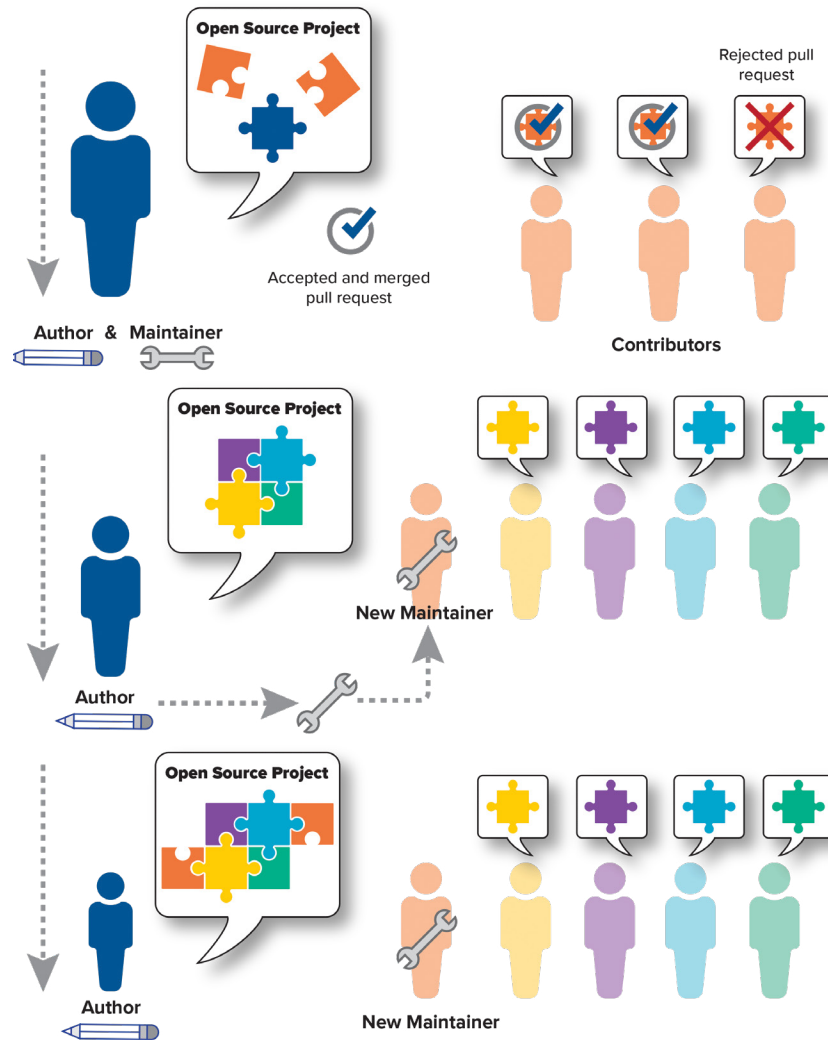 Open Source Project
Rejected pull
request
Accepted and merged
pull request
Author & Maintainer
Contributors
Open Source Project
New Maintainer
Author
Open Source Project
Author
New Maintainer